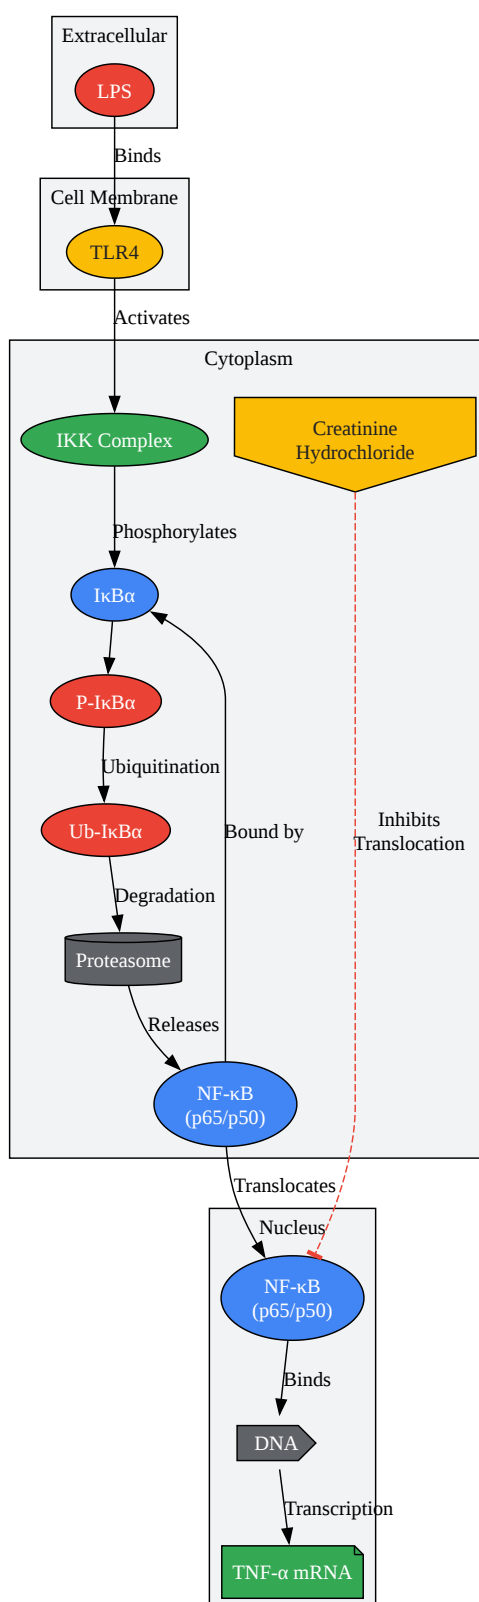 Extracellular
LPS
Binds
Cell Membrane
TLR4
Activates
Cytoplasm
IKK Complex
Creatinine
Hydrochloride
Phosphorylates
IκBα
P-IκBα
Ubiquitination
Ub-IκBα
Bound by
Inhibits
Translocation
Degradation
Proteasome
Releases
NF-κB
(p65/p50)
Translocates
Nucleus
NF-κB
(p65/p50)
Binds
DNA
Transcription
TNF-α mRNA